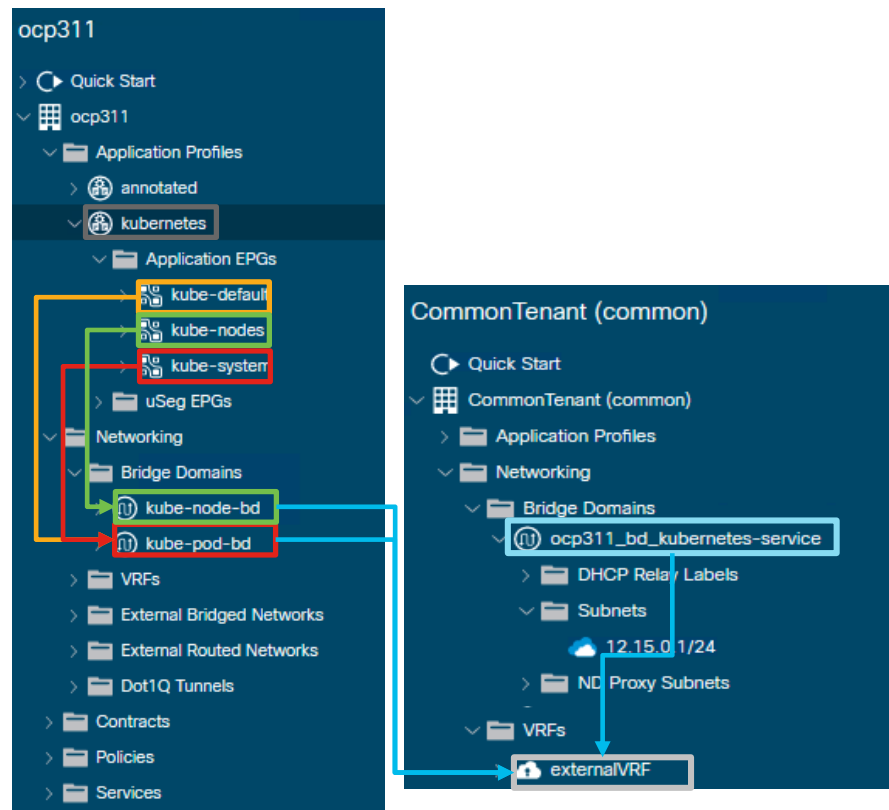 ocp311
Quick Start
ocp311
Application Profiles
annotated
kubernetes
Application EPGs
kube-default
kube-nodes
kube-system
uSeg EPGs
Networking
Bridge Domains
kube-node-bd
kube-pod-bd
VRFs
External Bridged Networks
External Routed Networks
Dot1Q Tunnels
Contracts
Policies
Services
CommonTenant (common)
Quick Start
CommonTenant (common)
Application Profiles
Networking
Bridge Domains
ocp311_bd_kubernetes-service
DHCP Relay Labels
Subnets
12.15.0.1/24
ND Proxy Subnets
VRFs
externalVRF